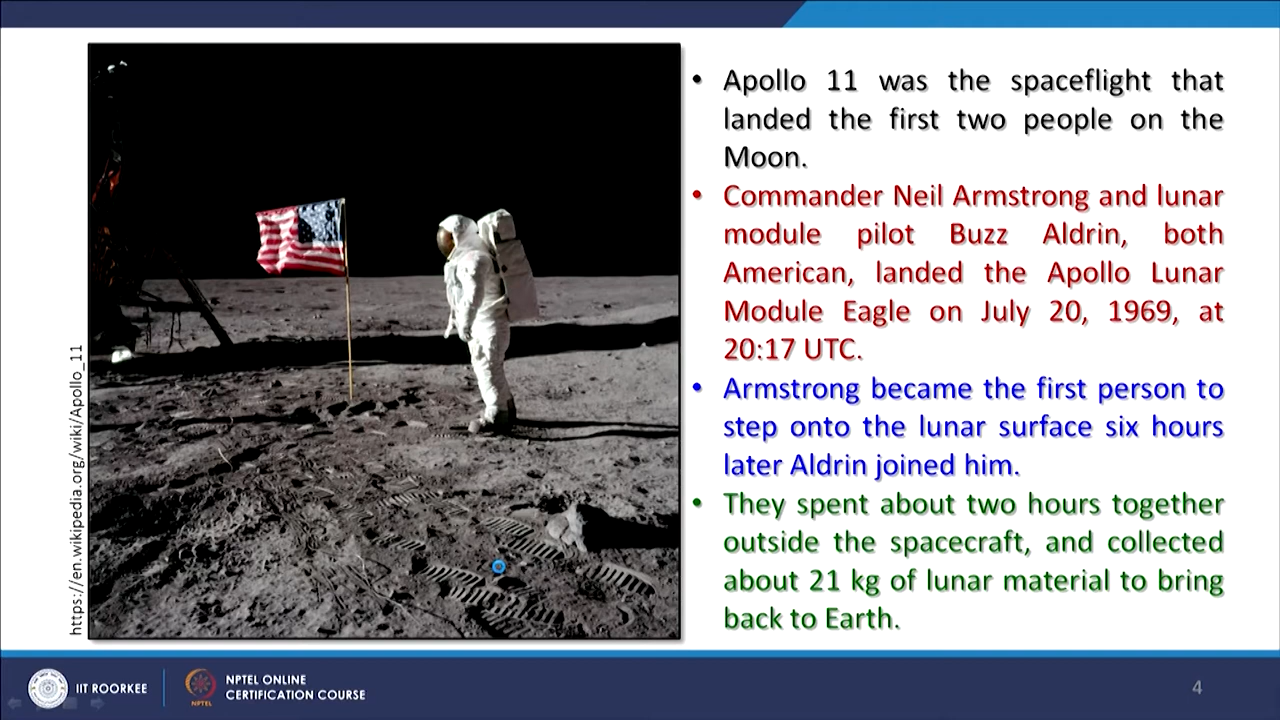 https://en.wikipedia.org/wiki/Apollo_11
• Apollo 11 was the spaceflight that
landed the first two people on the
Moon.
• Commander Neil Armstrong and lunar
module pilot Buzz Aldrin, both
American, landed the Apollo Lunar
Module Eagle on July 20, 1969, at
20:17 UTC.
• Armstrong became the first person to
step onto the lunar surface six hours
later Aldrin joined him.
• They spent about two hours together
outside the spacecraft, and collected
about 21 kg of lunar material to bring
back to Earth.
IIT ROORKEE
NPTEL
NPTEL ONLINE
CERTIFICATION COURSE
4